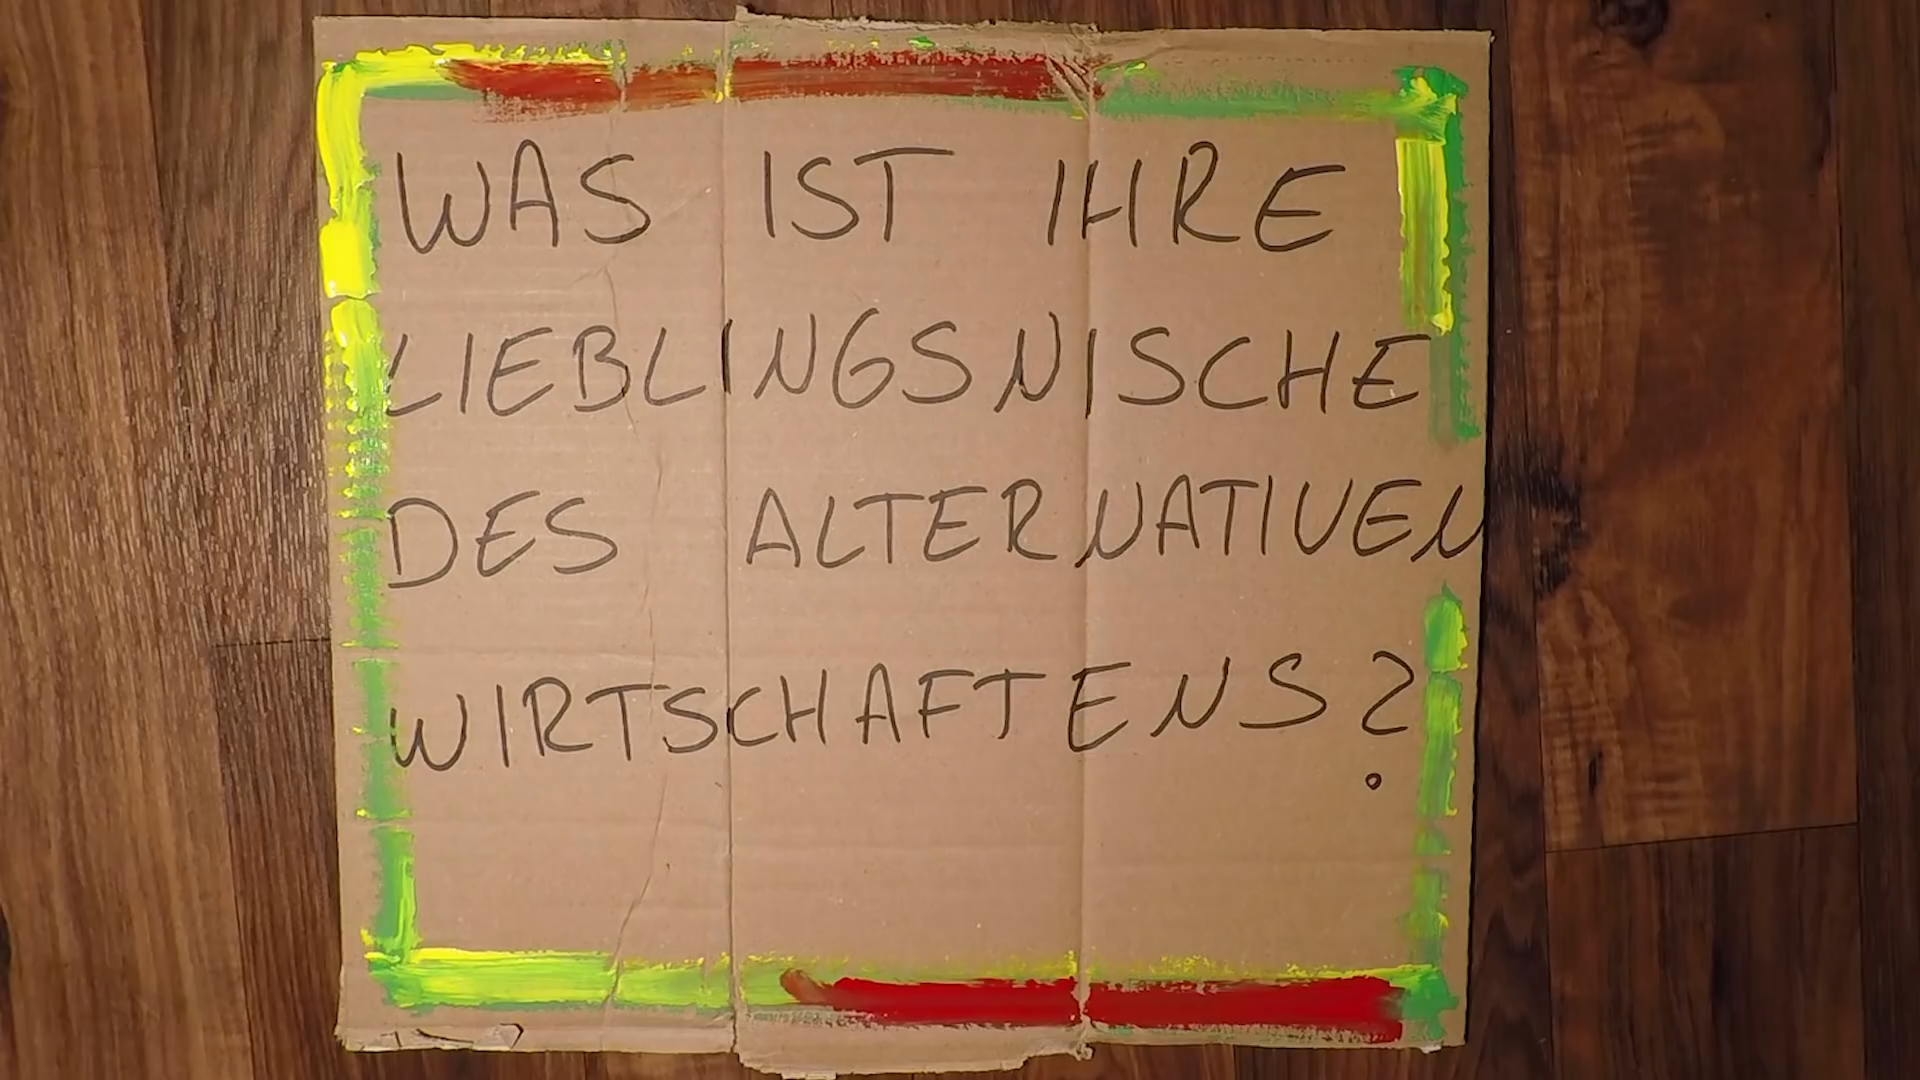 WAS IST IHRE
LIEBLINGSNISCHE
DES ALTERNATIVEN
WIRTSCHAFTENS?